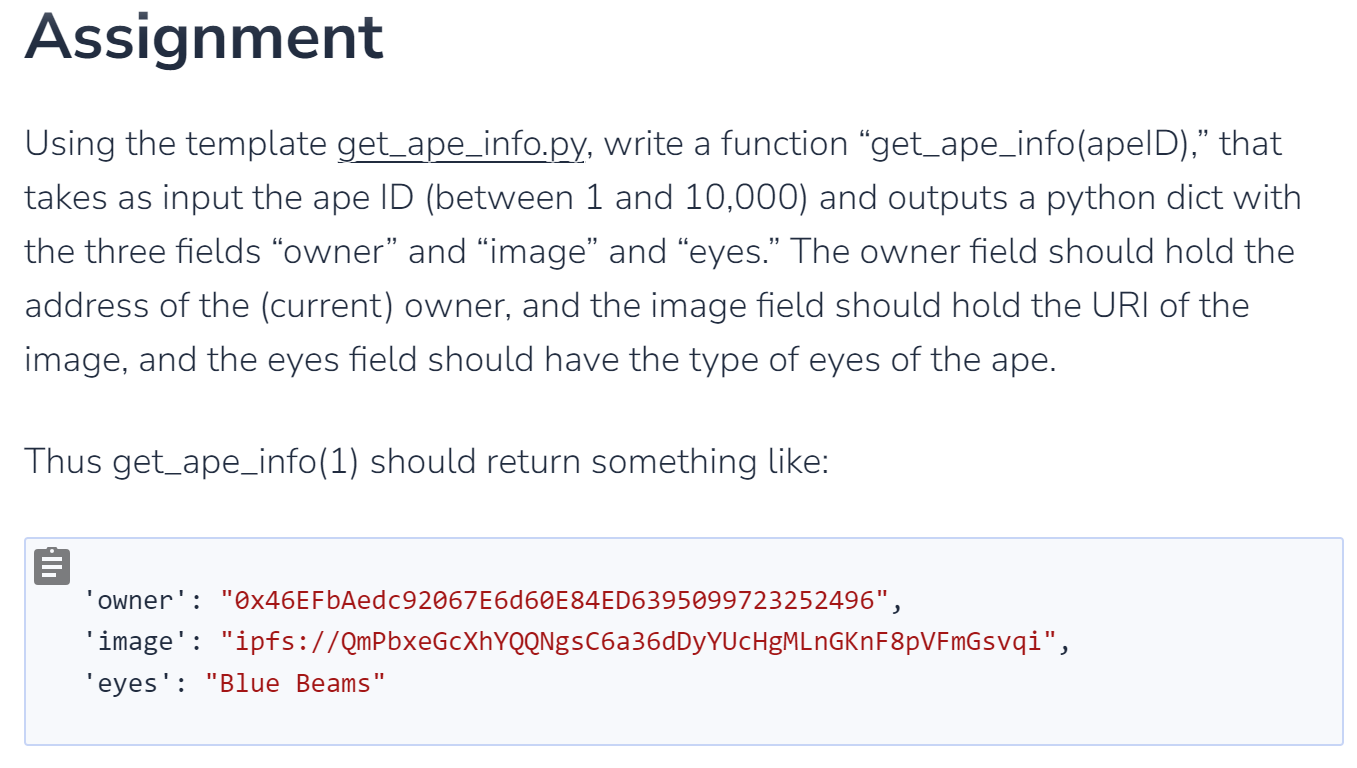 Assignment
Using the template get_ape_info.py, write a function “get_ape_info(apeID),” that
takes as input the ape ID (between 1 and 10,000) and outputs a python dict with
the three fields “owner” and “image” and “eyes.” The owner field should hold the
address of the (current) owner, and the image field should hold the URI of the
image, and the eyes field should have the type of eyes of the ape.
Thus get_ape_info(1) should return something like:
'owner': "0x46EFbAedc92067E6d60E84ED6395099723252496",
'image': "ipfs://QmPbxeGcXhYQQNgsC6a36dDyYUcHgMLnGKnF8pVFmGsvqi",
'eyes': "Blue Beams"